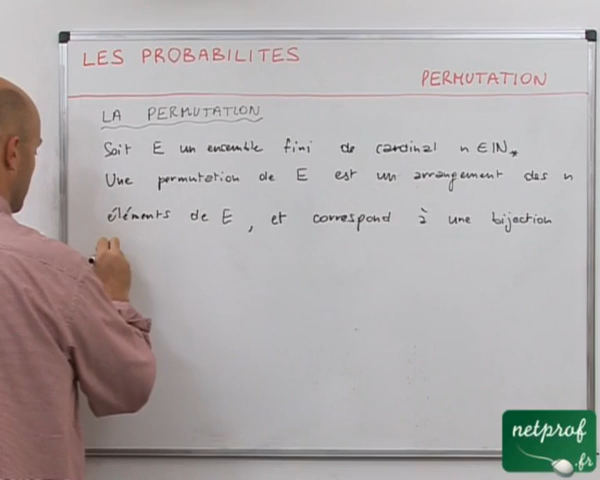 LES PROBABILITES
PERMUTATION
LA PERMUTATION
Soit E un ensemble fini de cardinal n ∈ IN*
Une permutation de E est un arrangement des n
éléments de E, et correspond à une bijection
netprof
.fr